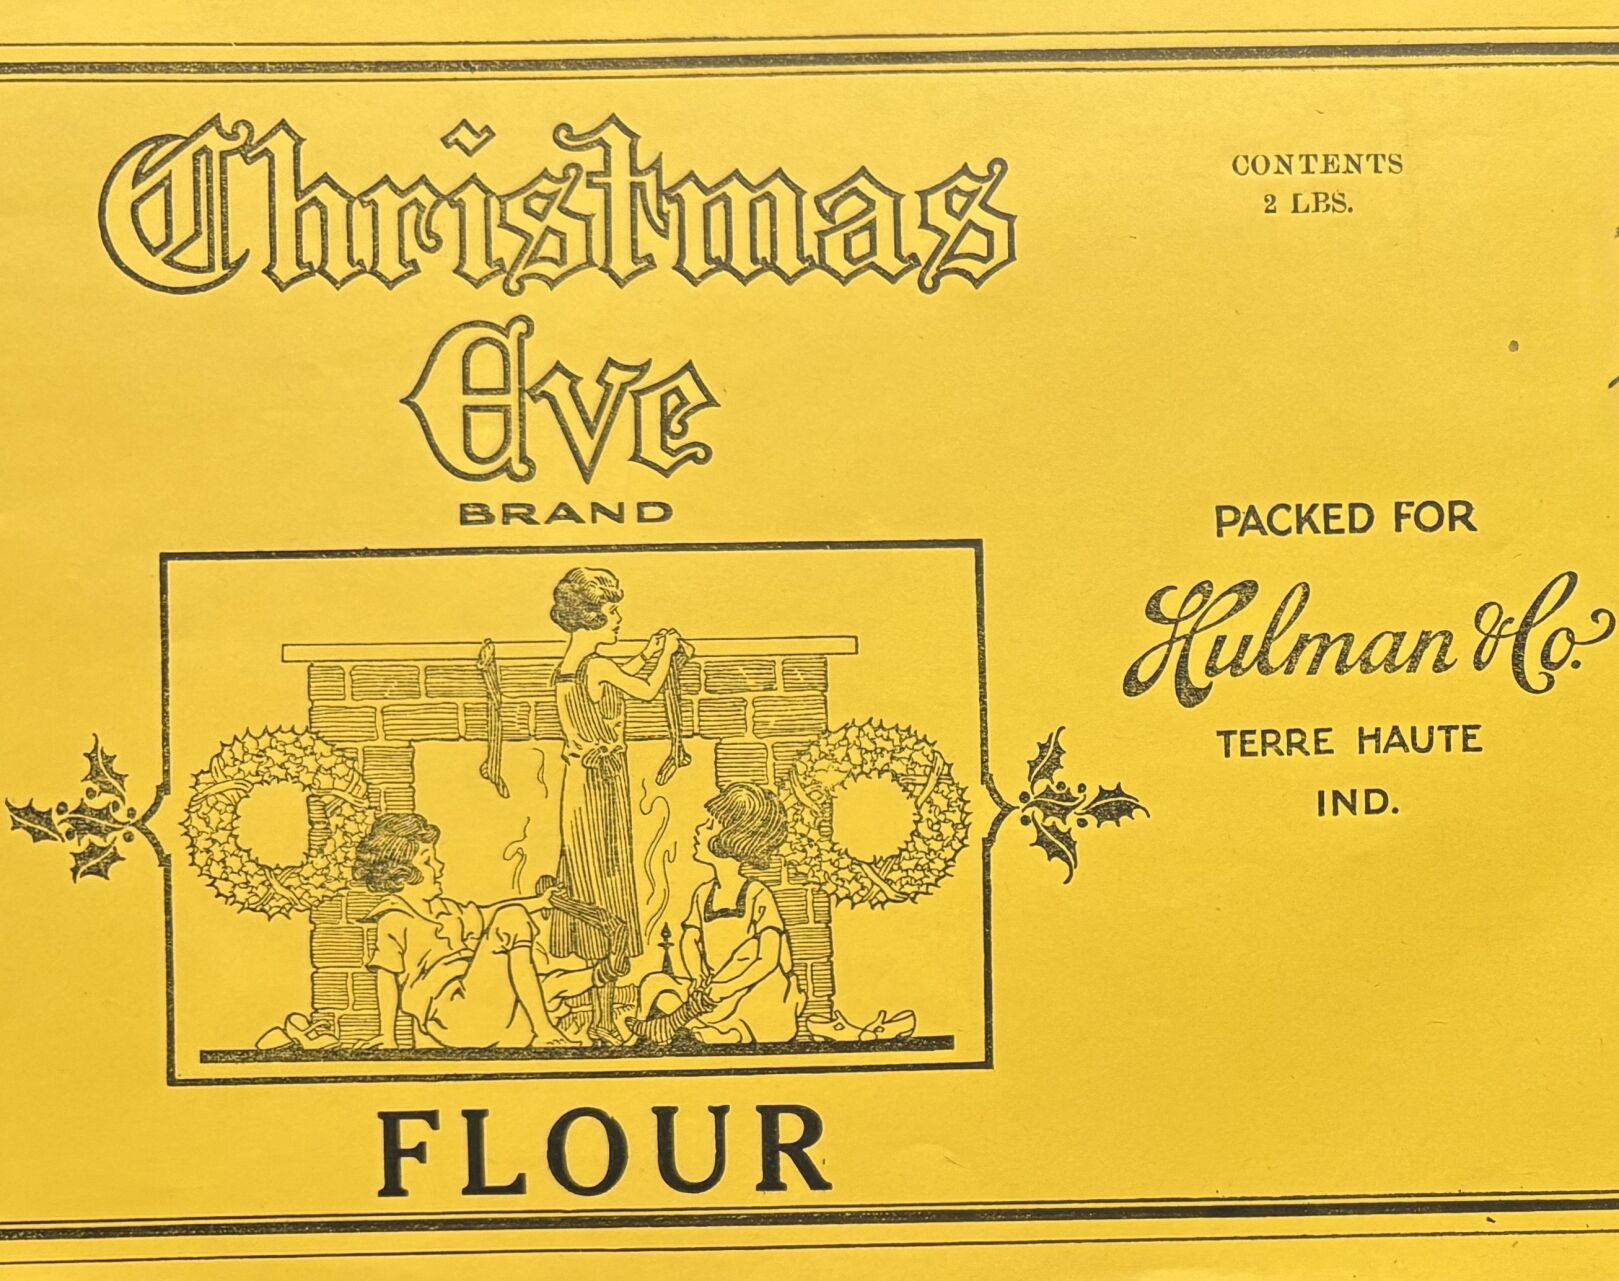 Christmas
Eve
BRAND
FLOUR
CONTENTS
2 LBS.
PACKED FOR
Hulman & Co.
TERRE HAUTE
IND.